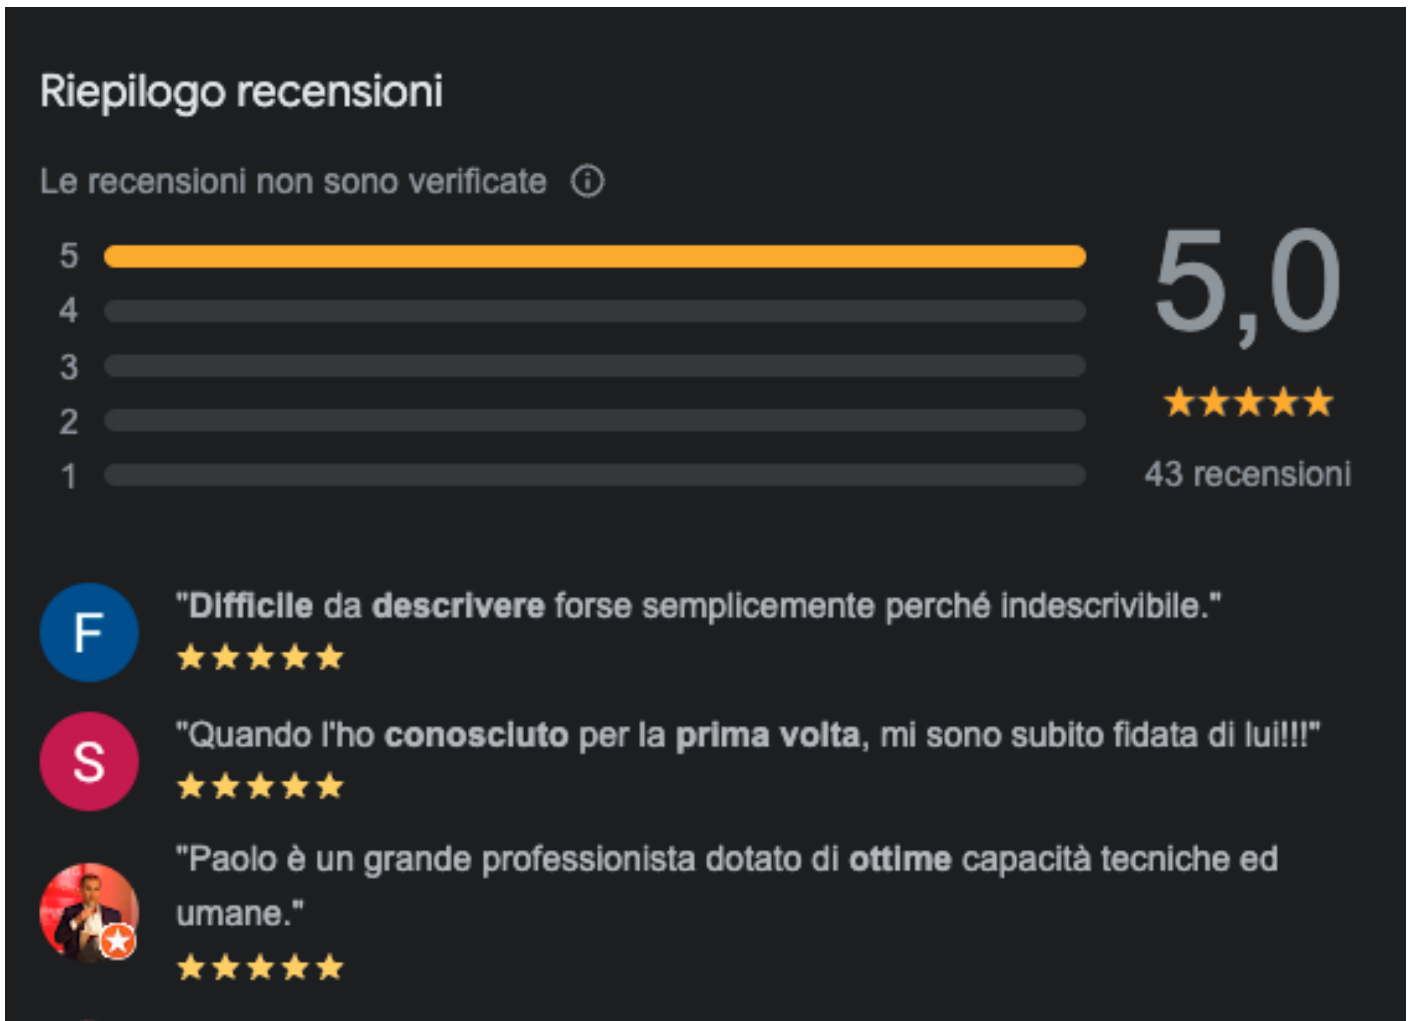 Riepilogo recensioni
Le recensioni non sono verificate
5
4
3
2
1
5,0
43 recensioni
F
"Difficile da descrivere forse semplicemente perché indescrivibile."
S
"Quando l'ho conosciuto per la prima volta, mi sono subito fidata di lui!!!"
"Paolo è un grande professionista dotato di ottime capacità tecniche ed
umane."